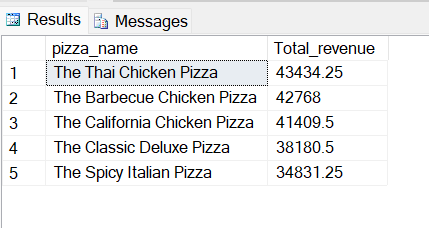 Results Messages
pizza_name Total_revenue
1 The Thai Chicken Pizza 43434.25
2 The Barbecue Chicken Pizza 42768
3 The California Chicken Pizza 41409.5
4 The Classic Deluxe Pizza 38180.5
5 The Spicy Italian Pizza 34831.25